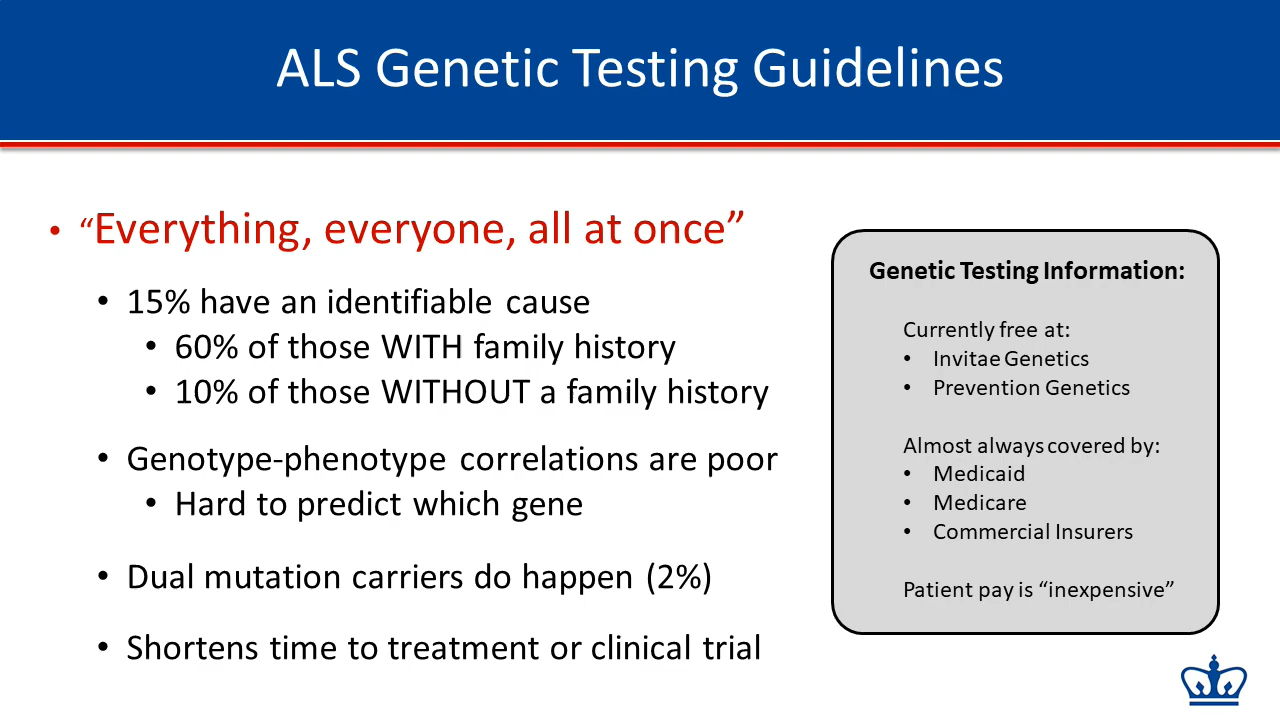 ALS Genetic Testing Guidelines
• “Everything, everyone, all at once”
• 15% have an identifiable cause
• 60% of those WITH family history
• 10% of those WITHOUT a family history
• Genotype-phenotype correlations are poor
• Hard to predict which gene
• Dual mutation carriers do happen (2%)
• Shortens time to treatment or clinical trial
Genetic Testing Information:
Currently free at:
• Invitae Genetics
• Prevention Genetics
Almost always covered by:
• Medicaid
• Medicare
• Commercial Insurers
Patient pay is “inexpensive”